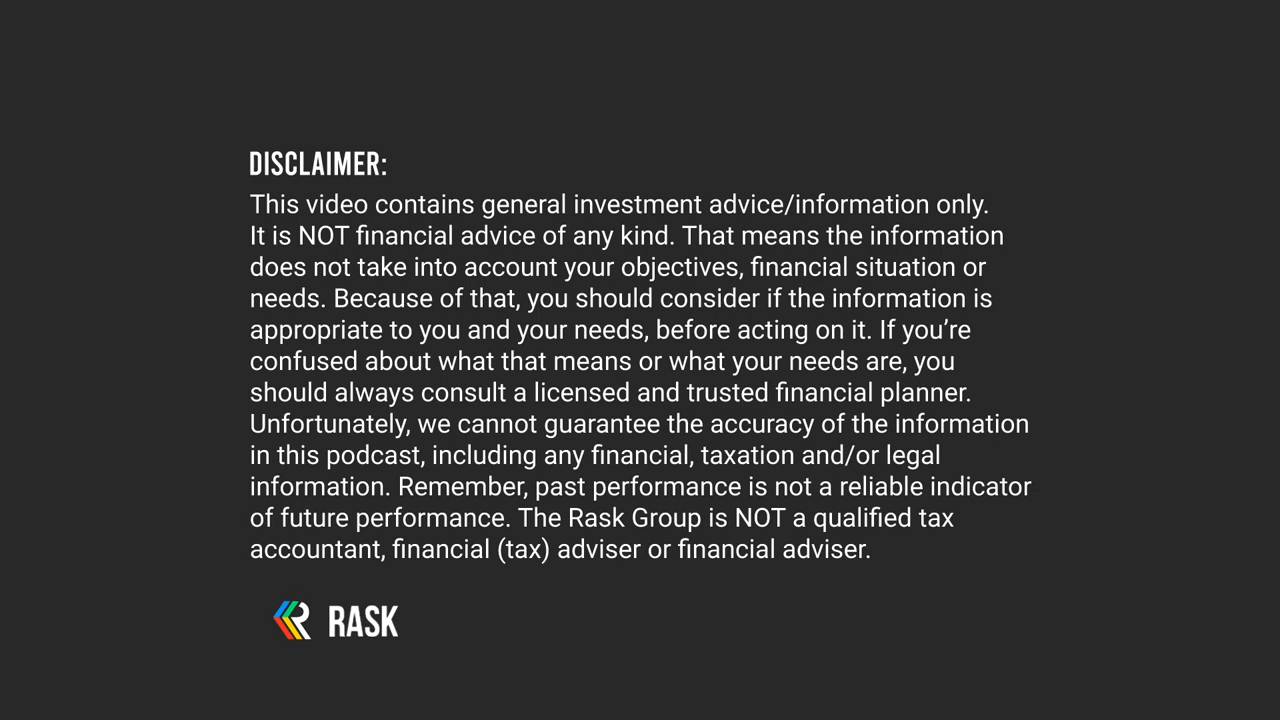 DISCLAIMER:
This video contains general investment advice/information only.
It is NOT financial advice of any kind. That means the information
does not take into account your objectives, financial situation or
needs. Because of that, you should consider if the information is
appropriate to you and your needs, before acting on it. If you’re
confused about what that means or what your needs are, you
should always consult a licensed and trusted financial planner.
Unfortunately, we cannot guarantee the accuracy of the information
in this podcast, including any financial, taxation and/or legal
information. Remember, past performance is not a reliable indicator
of future performance. The Rask Group is NOT a qualified tax
accountant, financial (tax) adviser or financial adviser.
RASK